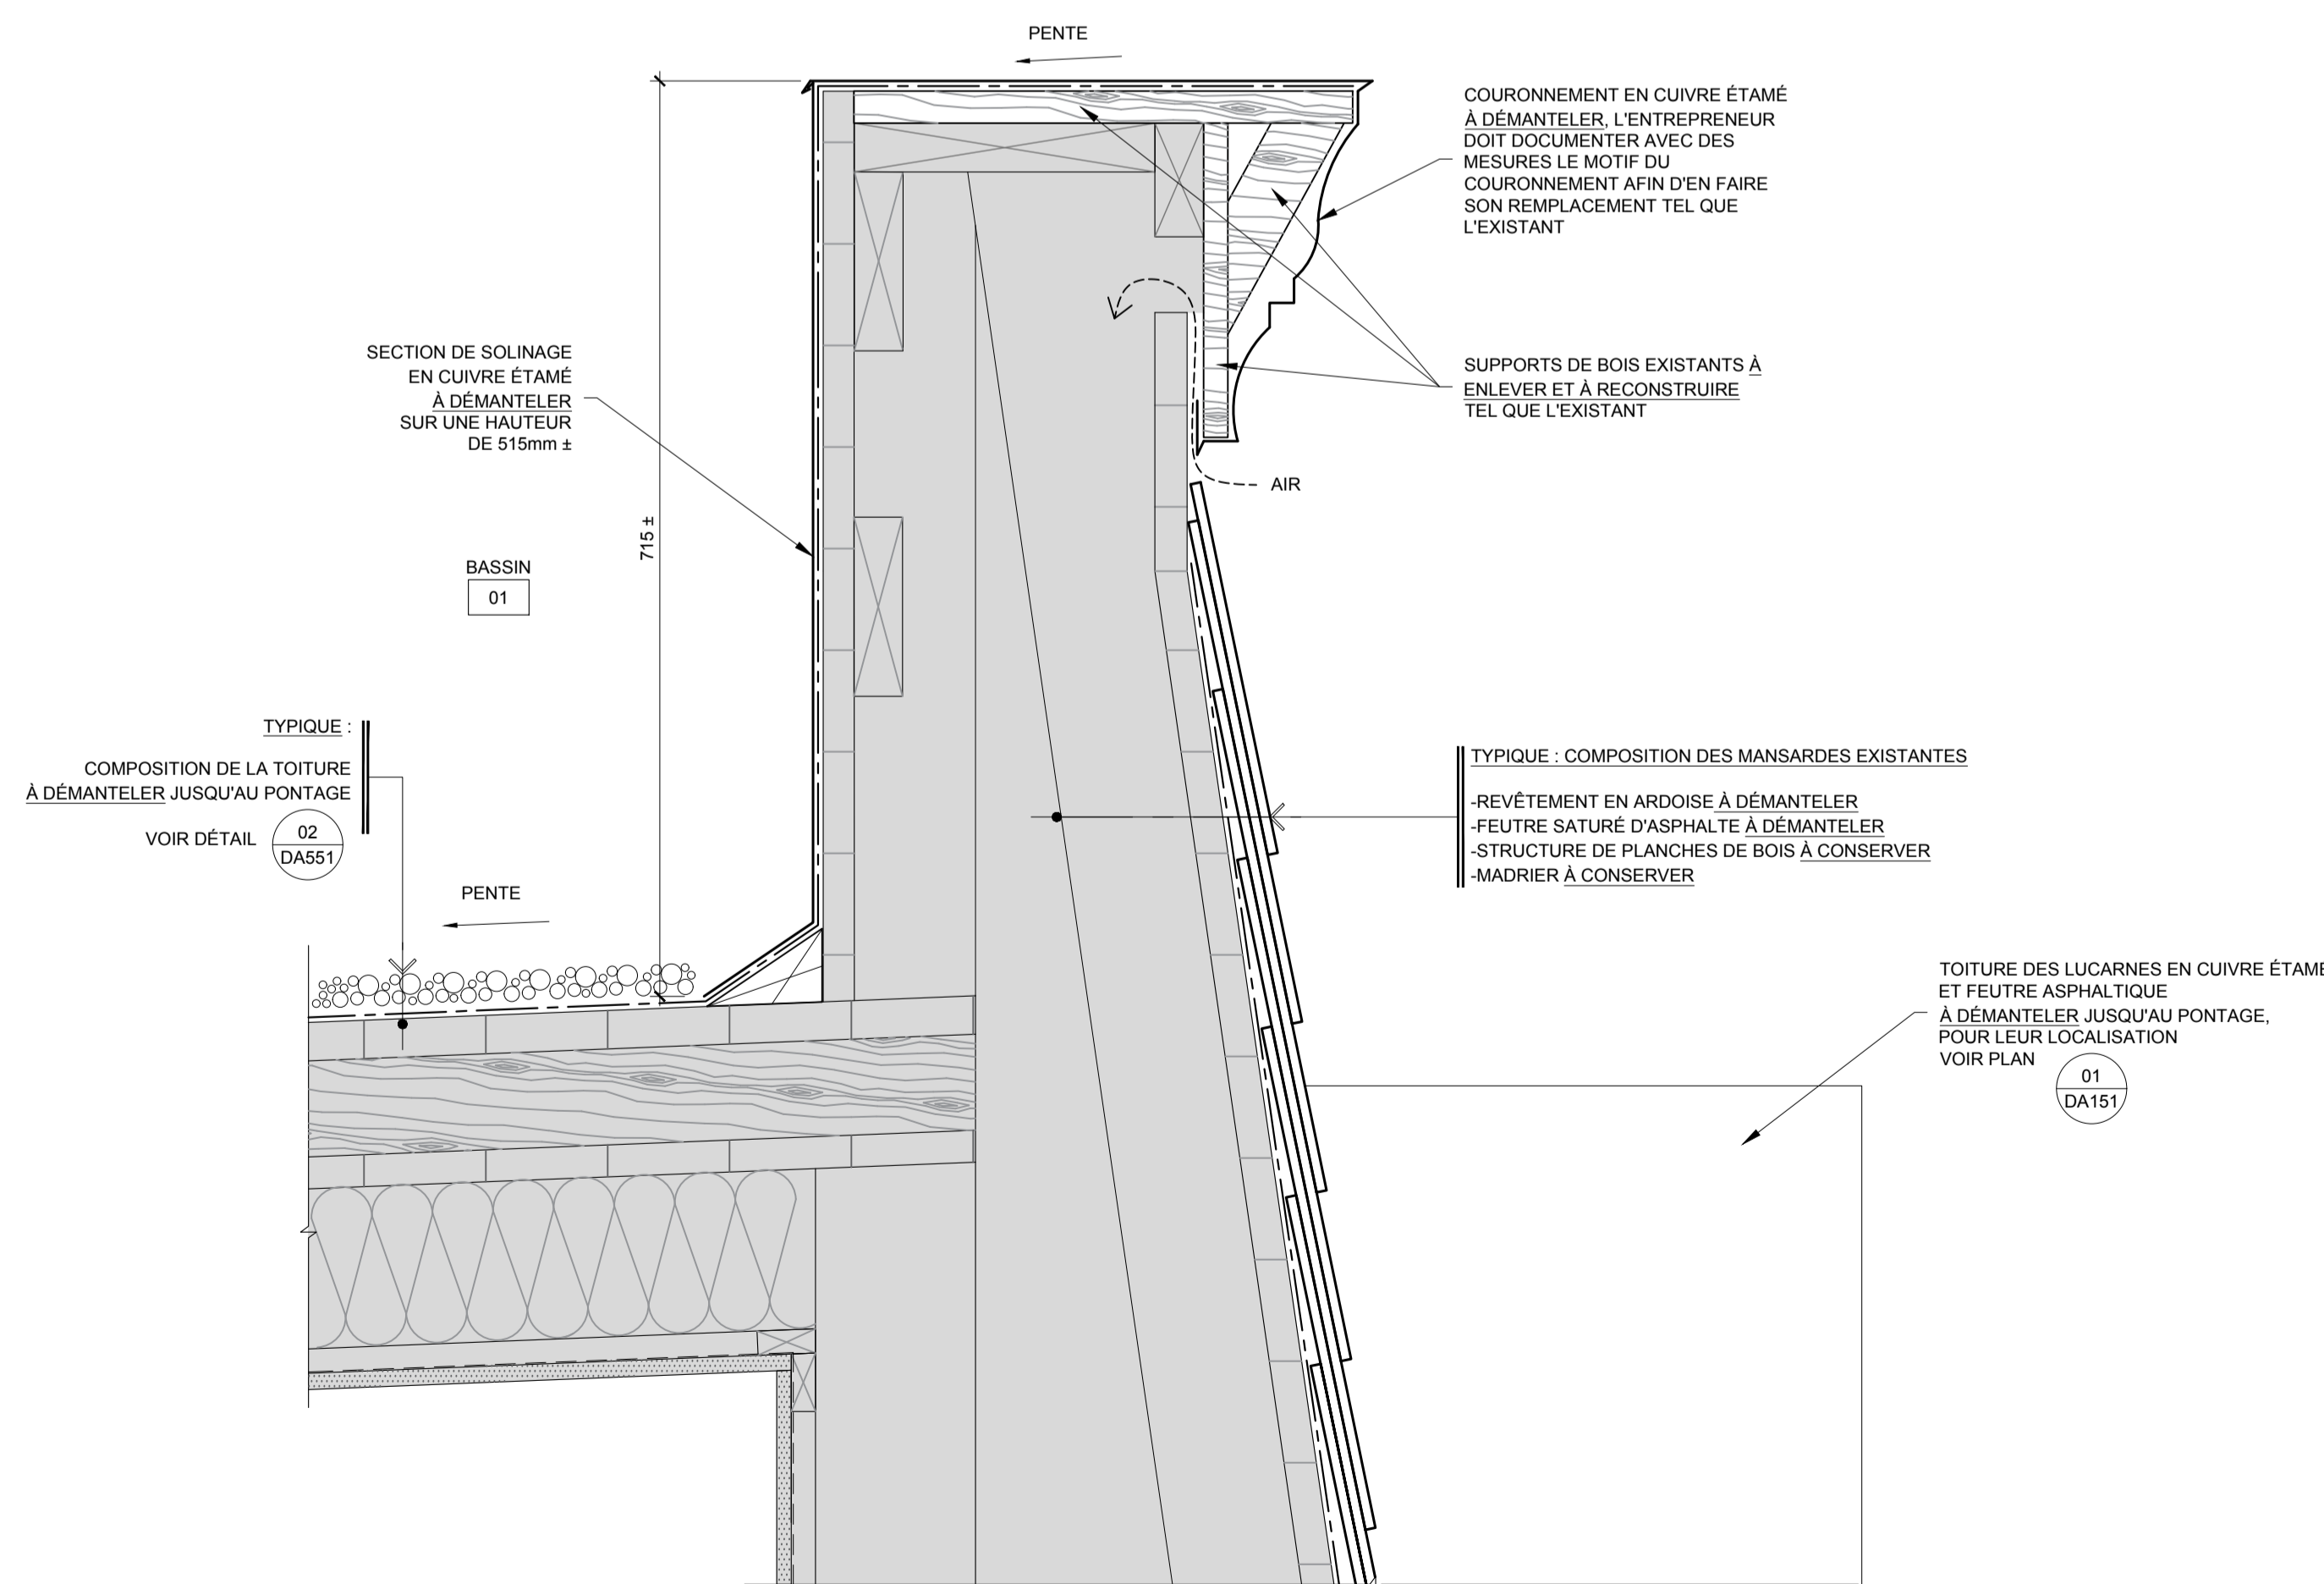 PENTE
COURONNEMENT EN CUIVRE ÉTAMÉ
À DÉMANTELER, L'ENTREPRENEUR
DOIT DOCUMENTER AVEC DES
MESURES LE MOTIF DU
COURONNEMENT AFIN D'EN FAIRE
SON REMPLACEMENT TEL QUE
L'EXISTANT
SECTION DE SOLINAGE
EN CUIVRE ÉTAMÉ
À DÉMANTELER
SUR UNE HAUTEUR
DE 515mm ±
SUPPORTS DE BOIS EXISTANTS À
ENLEVER ET À RECONSTRUIRE
TEL QUE L'EXISTANT
AIR
715 ±
BASSIN
01
TYPIQUE :
COMPOSITION DE LA TOITURE
À DÉMANTELER JUSQU'AU PONTAGE
VOIR DÉTAIL
02
DA551
TYPIQUE : COMPOSITION DES MANSARDES EXISTANTES
-REVÊTEMENT EN ARDOISE À DÉMANTELER
-FEUTRE SATURÉ D'ASPHALTE À DÉMANTELER
-STRUCTURE DE PLANCHES DE BOIS À CONSERVER
-MADRIER À CONSERVER
PENTE
TOITURE DES LUCARNES EN CUIVRE ÉTAMÉ
ET FEUTRE ASPHALTIQUE
À DÉMANTELER JUSQU'AU PONTAGE,
POUR LEUR LOCALISATION
VOIR PLAN
01
DA151